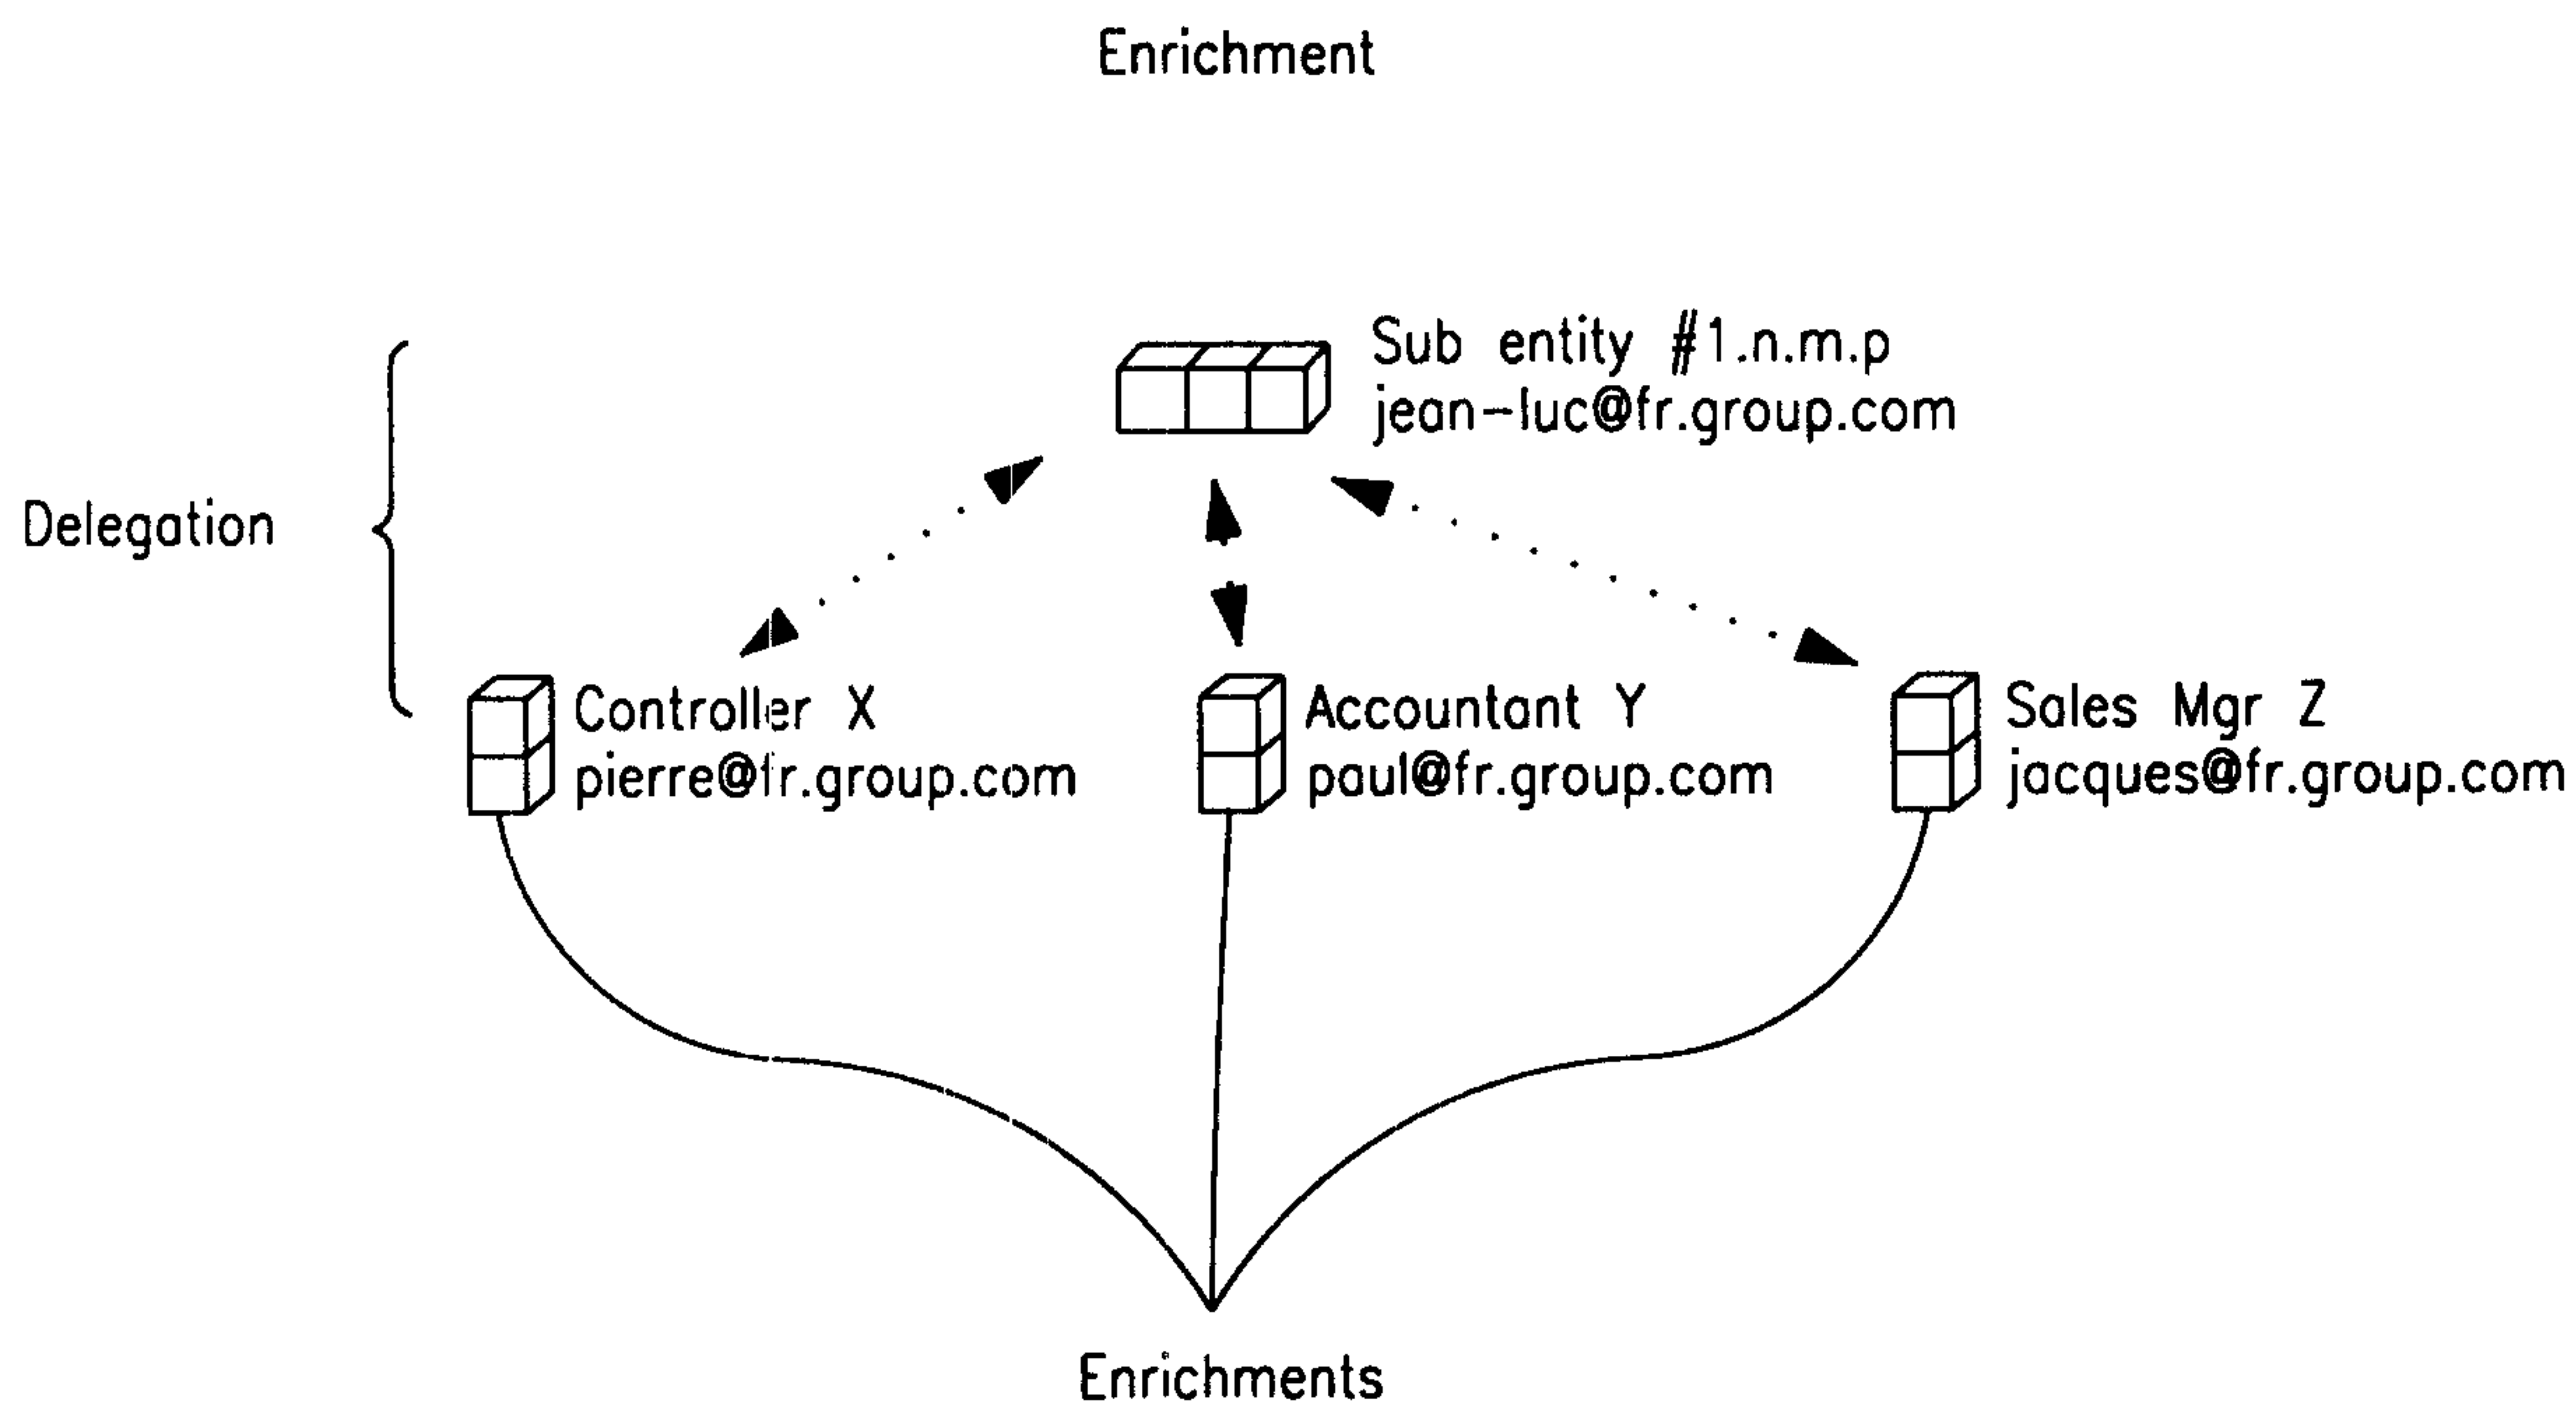 Enrichment
Sub entity #1.n.m.p
jean-luc@fr.group.com
Delegation
Controller X
pierre@fr.group.com
Accountant Y
paul@fr.group.com
Sales Mgr Z
jacques@fr.group.com
Enrichments